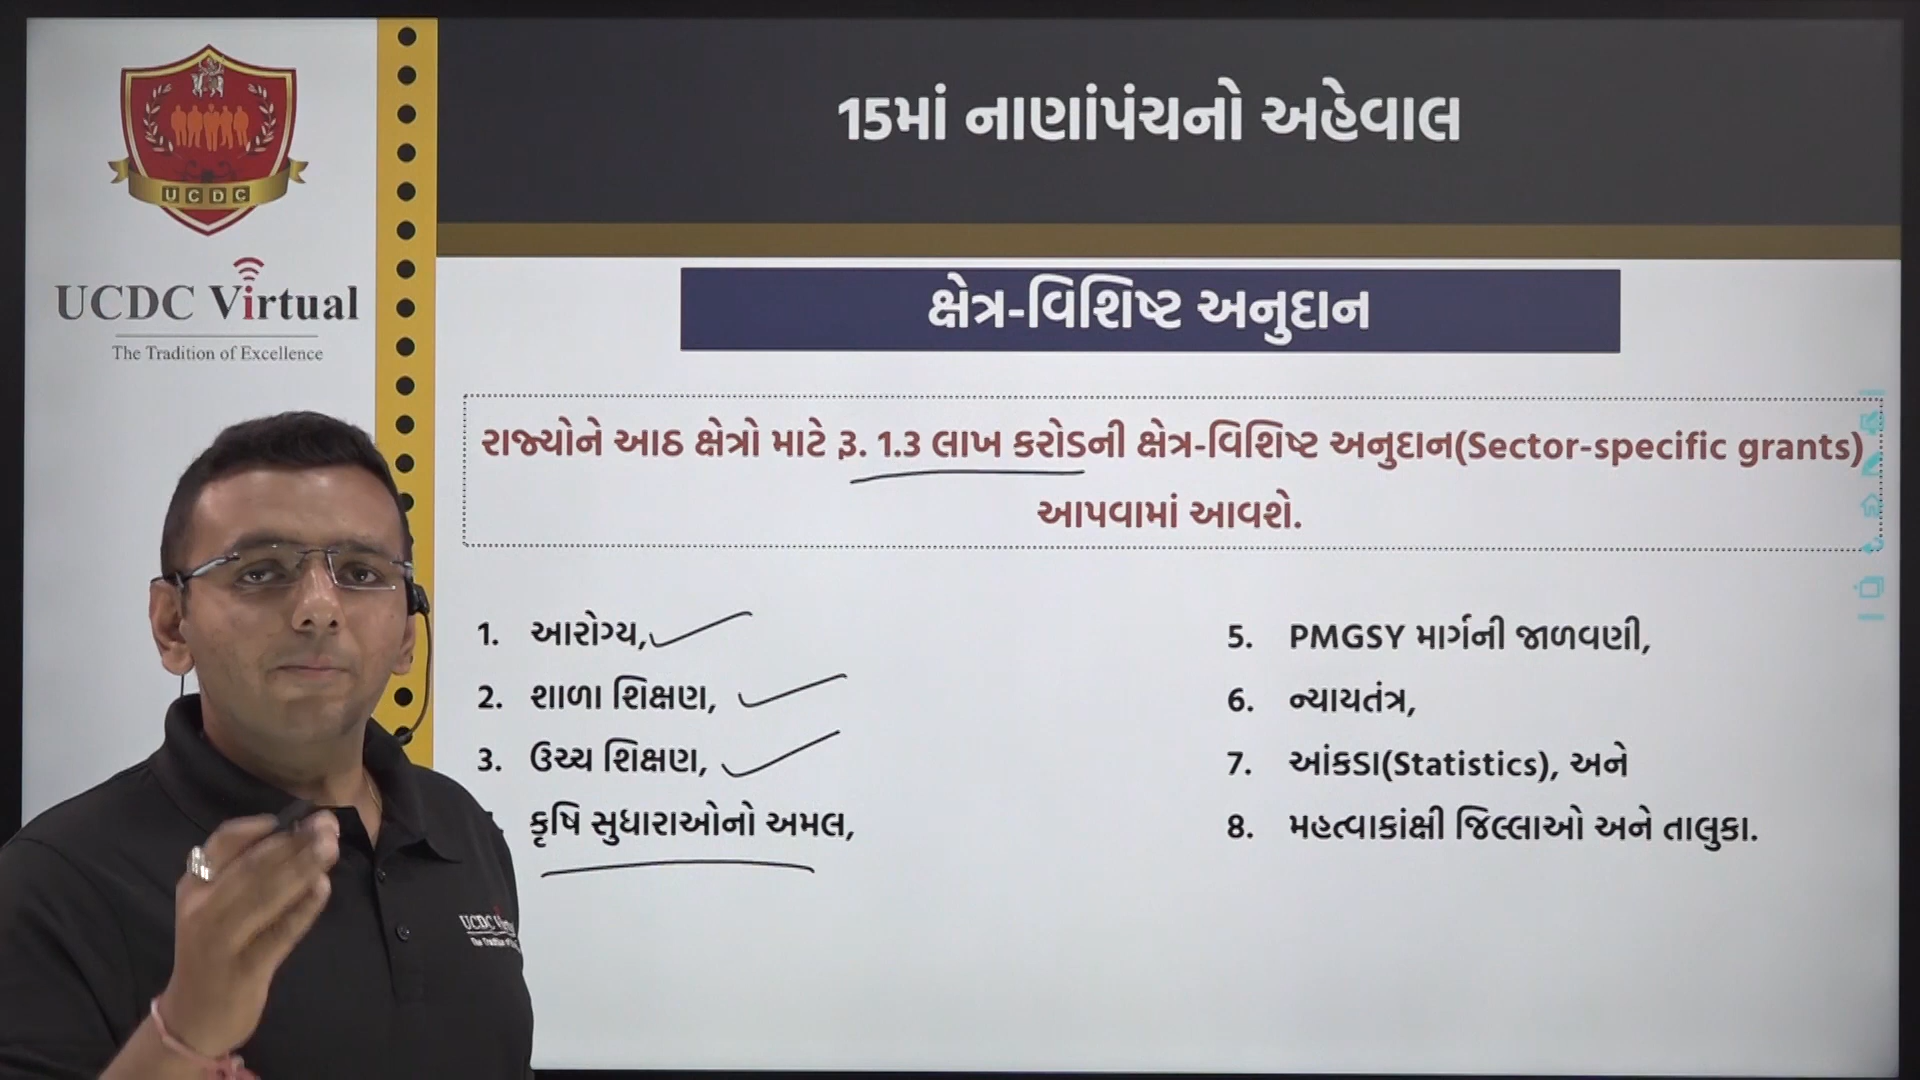 UCDC
UCDC Virtual
The Tradition of Excellence
15માં નાણાંપંચનો અહેવાલ
ક્ષેત્ર-વિશિષ્ટ અનુદાન
રાજ્યોને આઠ ક્ષેત્રો માટે રૂ. 1.3 લાખ કરોડની ક્ષેત્ર-વિશિષ્ટ અનુદાન(Sector-specific grants)
આપવામાં આવશે.
1. આરોગ્ય,
2. શાળા શિક્ષણ,
3. ઉચ્ચ શિક્ષણ,
કૃષિ સુધારાઓનો અમલ,
5. PMGSY માર્ગની જાળવણી,
6. ન્યાયતંત્ર,
7. આંકડા(Statistics), અને
8. મહત્વાકાંક્ષી જિલ્લાઓ અને તાલુકા.
UCDC Virtual